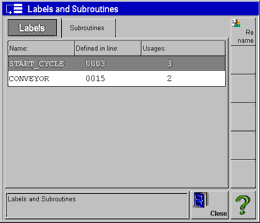 Labels and Subroutines
Labels
Subroutines
Re
name
Name: Defined in line: Usages:
START_CYCLE 0003 3
CONVEYOR 0015 2
Labels and Subroutines
Close
?